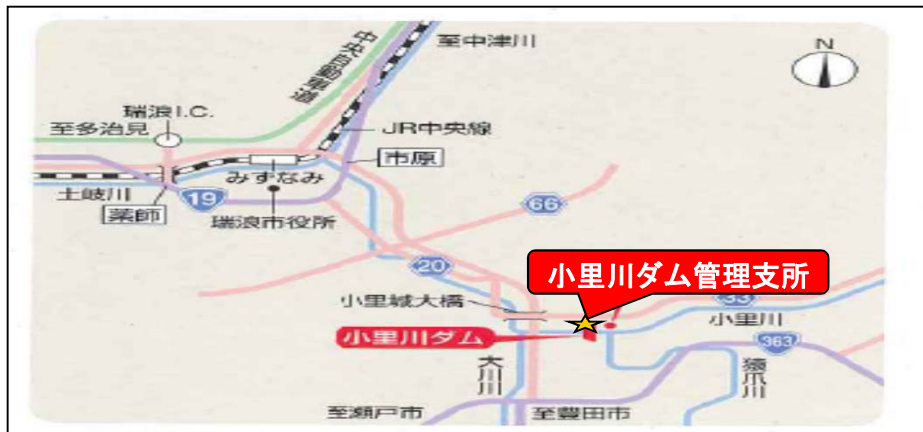 至中津川
N
中央自動車道
瑞浪I.C.
至多治見
JR中央線
市原
みずなみ
土岐川
19
薬師
瑞浪市役所
66
20
小里川ダム管理支所
33
小里城大橋
小里川
小里川ダム
363
大川川
猿爪川
至瀬戸市
至豊田市